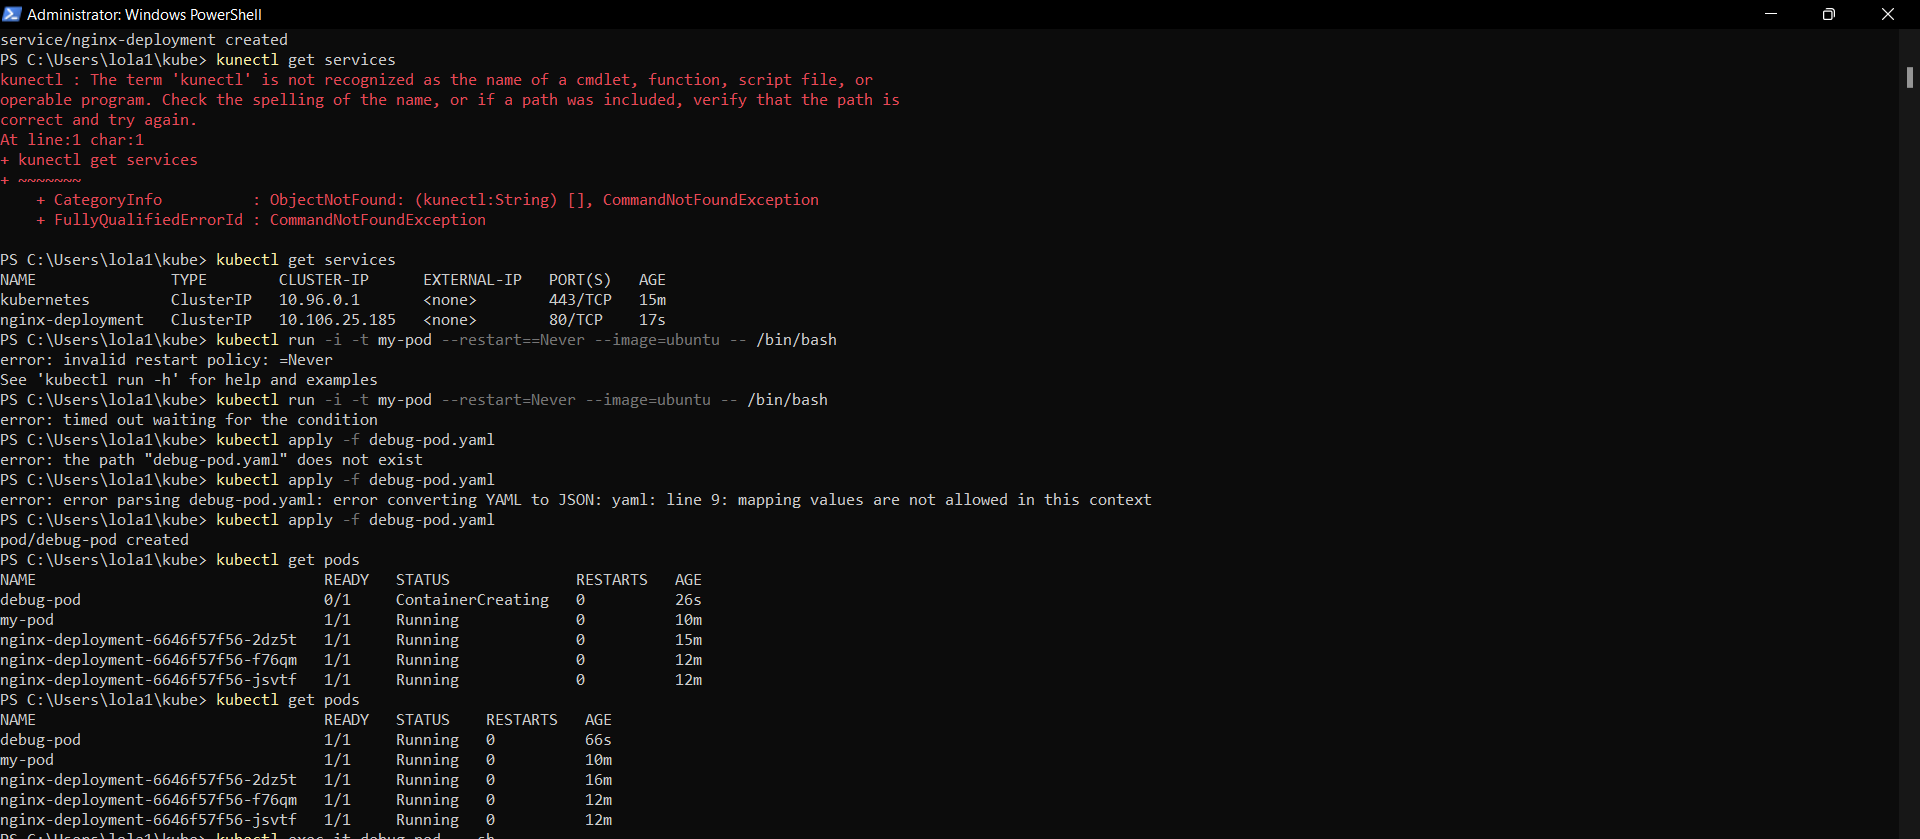 Administrator: Windows PowerShell
service/nginx-deployment created
PS C:\Users\lola1\kube> kunectl get services
kunectl : The term 'kunectl' is not recognized as the name of a cmdlet, function, script file, or
operable program. Check the spelling of the name, or if a path was included, verify that the path is
correct and try again.
At line:1 char:1
+ kunectl get services
+ ~~~~~~~
    + CategoryInfo          : ObjectNotFound: (kunectl:String) [], CommandNotFoundException
    + FullyQualifiedErrorId : CommandNotFoundException

PS C:\Users\lola1\kube> kubectl get services
NAME               TYPE        CLUSTER-IP      EXTERNAL-IP   PORT(S)   AGE
kubernetes         ClusterIP   10.96.0.1       <none>        443/TCP   15m
nginx-deployment   ClusterIP   10.106.25.185   <none>        80/TCP    17s
PS C:\Users\lola1\kube> kubectl run -i -t my-pod --restart==Never --image=ubuntu -- /bin/bash
error: invalid restart policy: =Never
See 'kubectl run -h' for help and examples
PS C:\Users\lola1\kube> kubectl run -i -t my-pod --restart=Never --image=ubuntu -- /bin/bash
error: timed out waiting for the condition
PS C:\Users\lola1\kube> kubectl apply -f debug-pod.yaml
error: the path "debug-pod.yaml" does not exist
PS C:\Users\lola1\kube> kubectl apply -f debug-pod.yaml
error: error parsing debug-pod.yaml: error converting YAML to JSON: yaml: line 9: mapping values are not allowed in this context
PS C:\Users\lola1\kube> kubectl apply -f debug-pod.yaml
pod/debug-pod created
PS C:\Users\lola1\kube> kubectl get pods
NAME                                READY   STATUS              RESTARTS   AGE
debug-pod                           0/1     ContainerCreating   0          26s
my-pod                              1/1     Running             0          10m
nginx-deployment-6646f57f56-2dz5t   1/1     Running             0          15m
nginx-deployment-6646f57f56-f76qm   1/1     Running             0          12m
nginx-deployment-6646f57f56-jsvtf   1/1     Running             0          12m
PS C:\Users\lola1\kube> kubectl get pods
NAME                                READY   STATUS    RESTARTS   AGE
debug-pod                           1/1     Running   0          66s
my-pod                              1/1     Running   0          10m
nginx-deployment-6646f57f56-2dz5t   1/1     Running   0          16m
nginx-deployment-6646f57f56-f76qm   1/1     Running   0          12m
nginx-deployment-6646f57f56-jsvtf   1/1     Running   0          12m